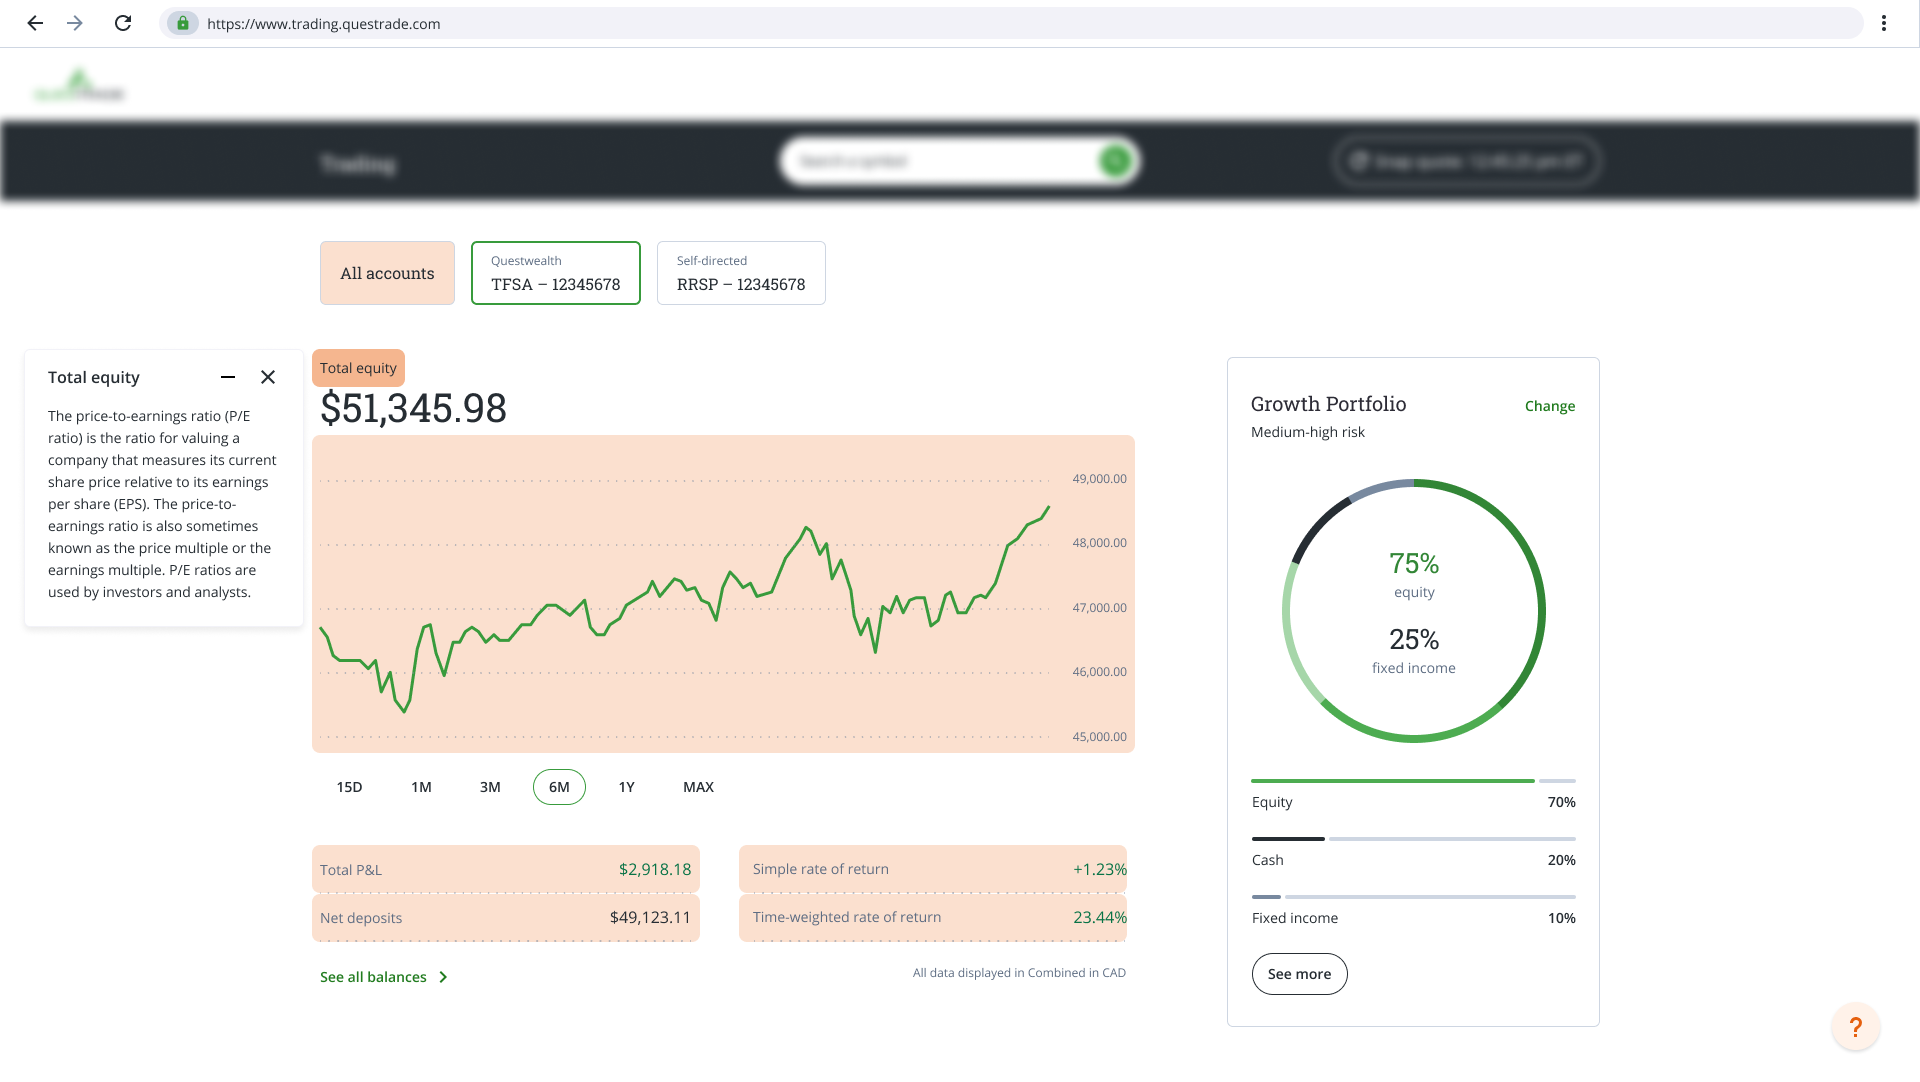 https://www.trading.questrade.com
Trading
Search a symbol
All accounts
Questwealth
TFSA – 12345678
Self-directed
RRSP – 12345678
Total equity
The price-to-earnings ratio (P/E
ratio) is the ratio for valuing a
company that measures its current
share price relative to its earnings
per share (EPS). The price-to-
earnings ratio is also sometimes
known as the price multiple or the
earnings multiple. P/E ratios are
used by investors and analysts.
Total equity
$51,345.98
49,000.00
48,000.00
47,000.00
46,000.00
45,000.00
15D 1M 3M 6M 1Y MAX
Total P&L $2,918.18
Net deposits $49,123.11
Simple rate of return +1.23%
Time-weighted rate of return 23.44%
See all balances
All data displayed in Combined in CAD
Growth Portfolio Change
Medium-high risk
75%
equity
25%
fixed income
Equity 70%
Cash 20%
Fixed income 10%
See more
?